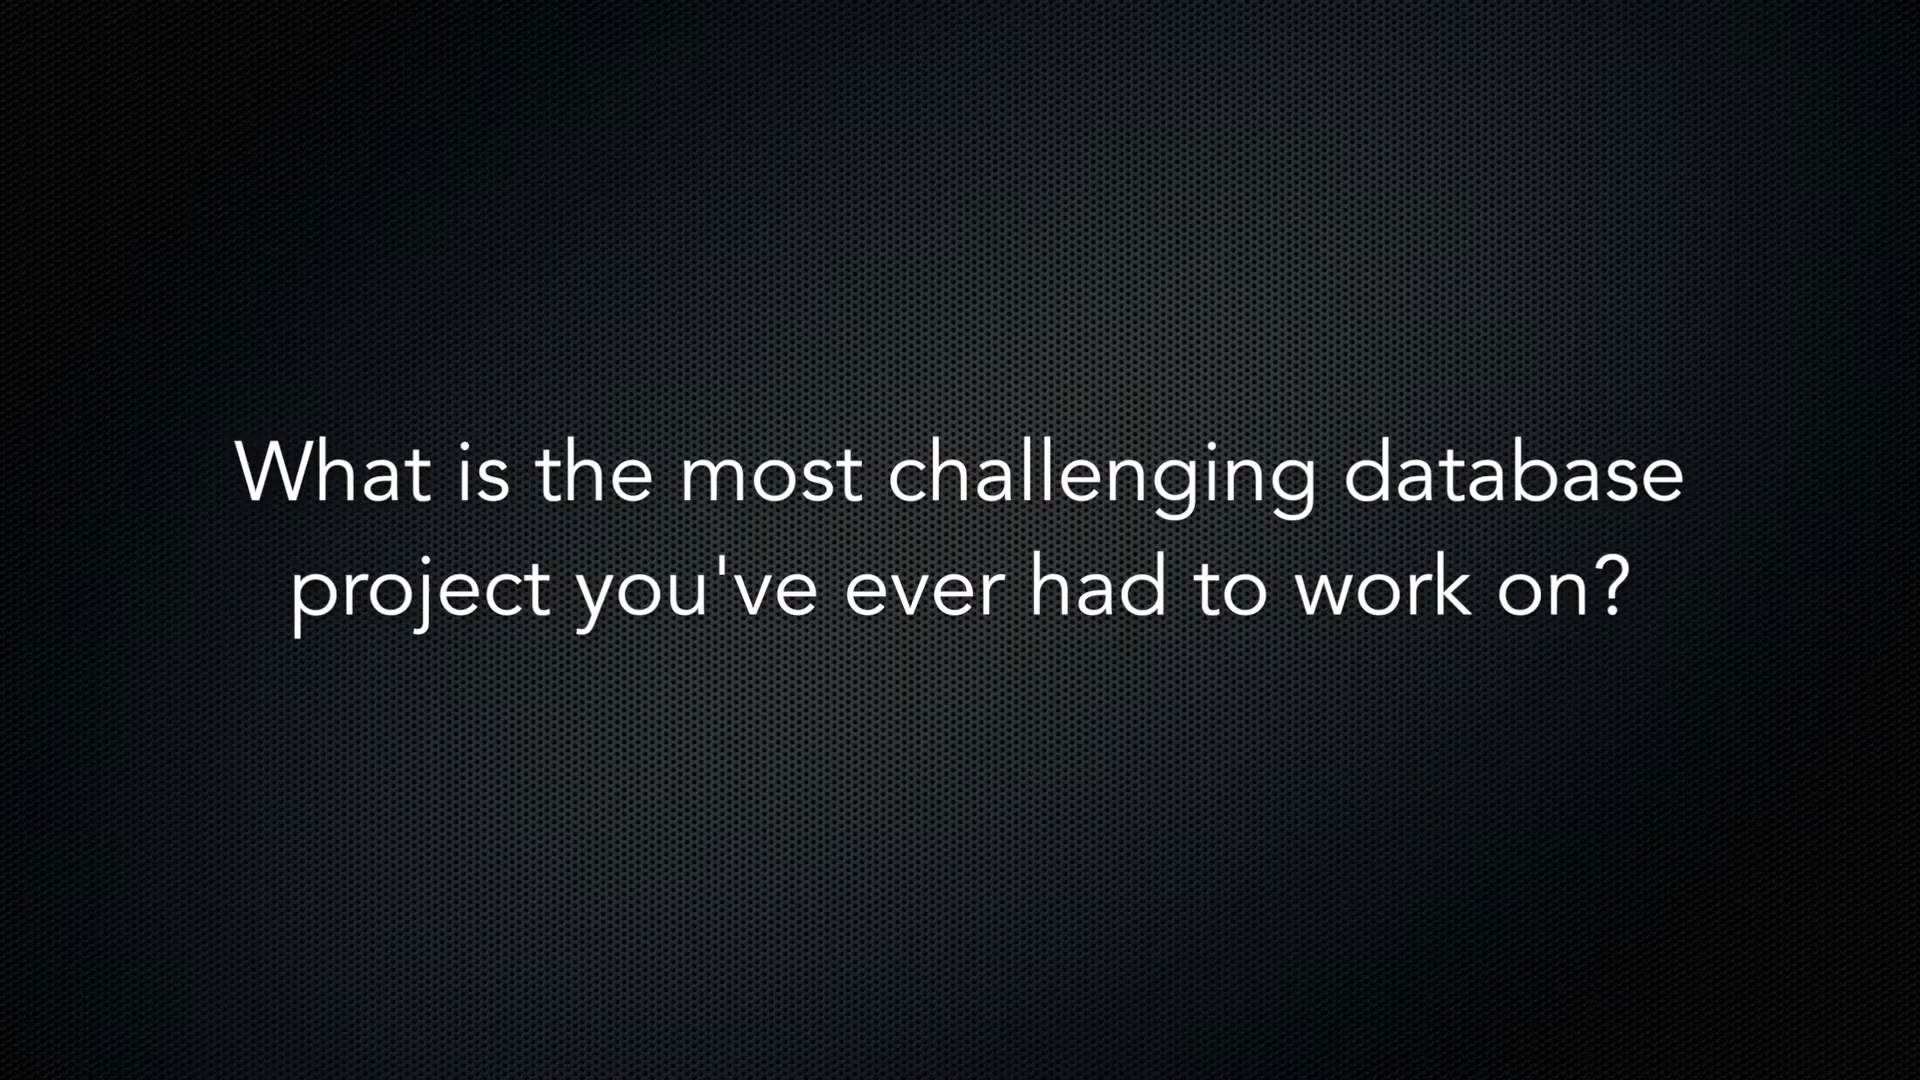 What is the most challenging database
project you've ever had to work on?